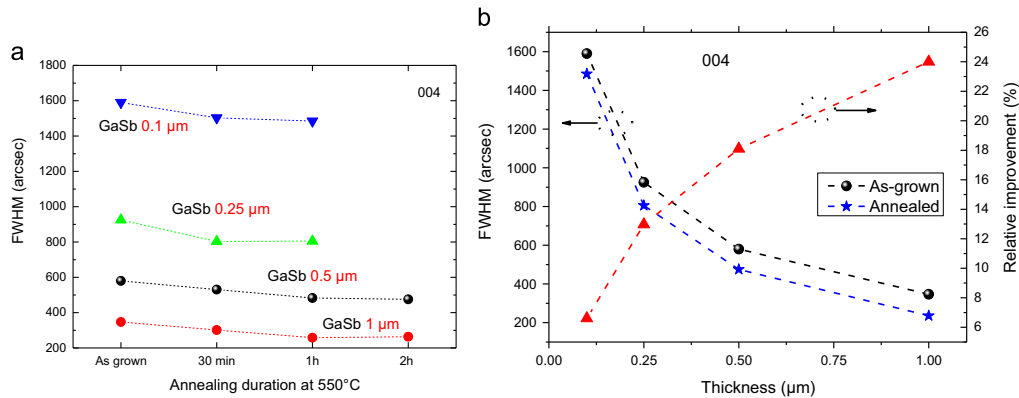 a
FWHM (arcsec)
1800
1600
1400
1200
1000
800
600
400
200
004
GaSb 0.1 µm
GaSb 0.25 µm
GaSb 0.5 µm
GaSb 1 µm
As grown 30 min 1h 2h
Annealing duration at 550°C
b
FWHM (arcsec)
1600
1400
1200
1000
800
600
400
200
004
As-grown
Annealed
26
24
22
20
18
16
14
12
10
8
6
Relative improvement (%)
0.00 0.25 0.50 0.75 1.00
Thickness (µm)